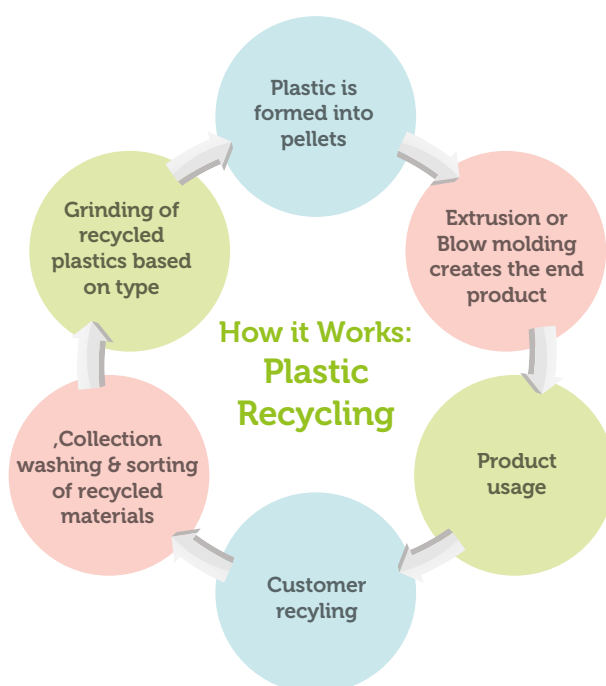 Plastic is
formed into
pellets
Extrusion or
Blow molding
creates the end
product
Product
usage
Customer
recyling
,Collection
washing & sorting
of recycled
materials
Grinding of
recycled
plastics based
on type
How it Works:
Plastic
Recycling